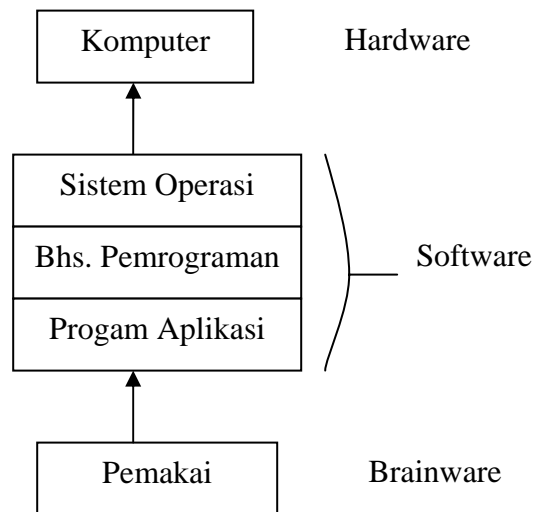 Komputer Hardware
Sistem Operasi
Bhs. Pemrograman Software
Progam Aplikasi
Pemakai Brainware